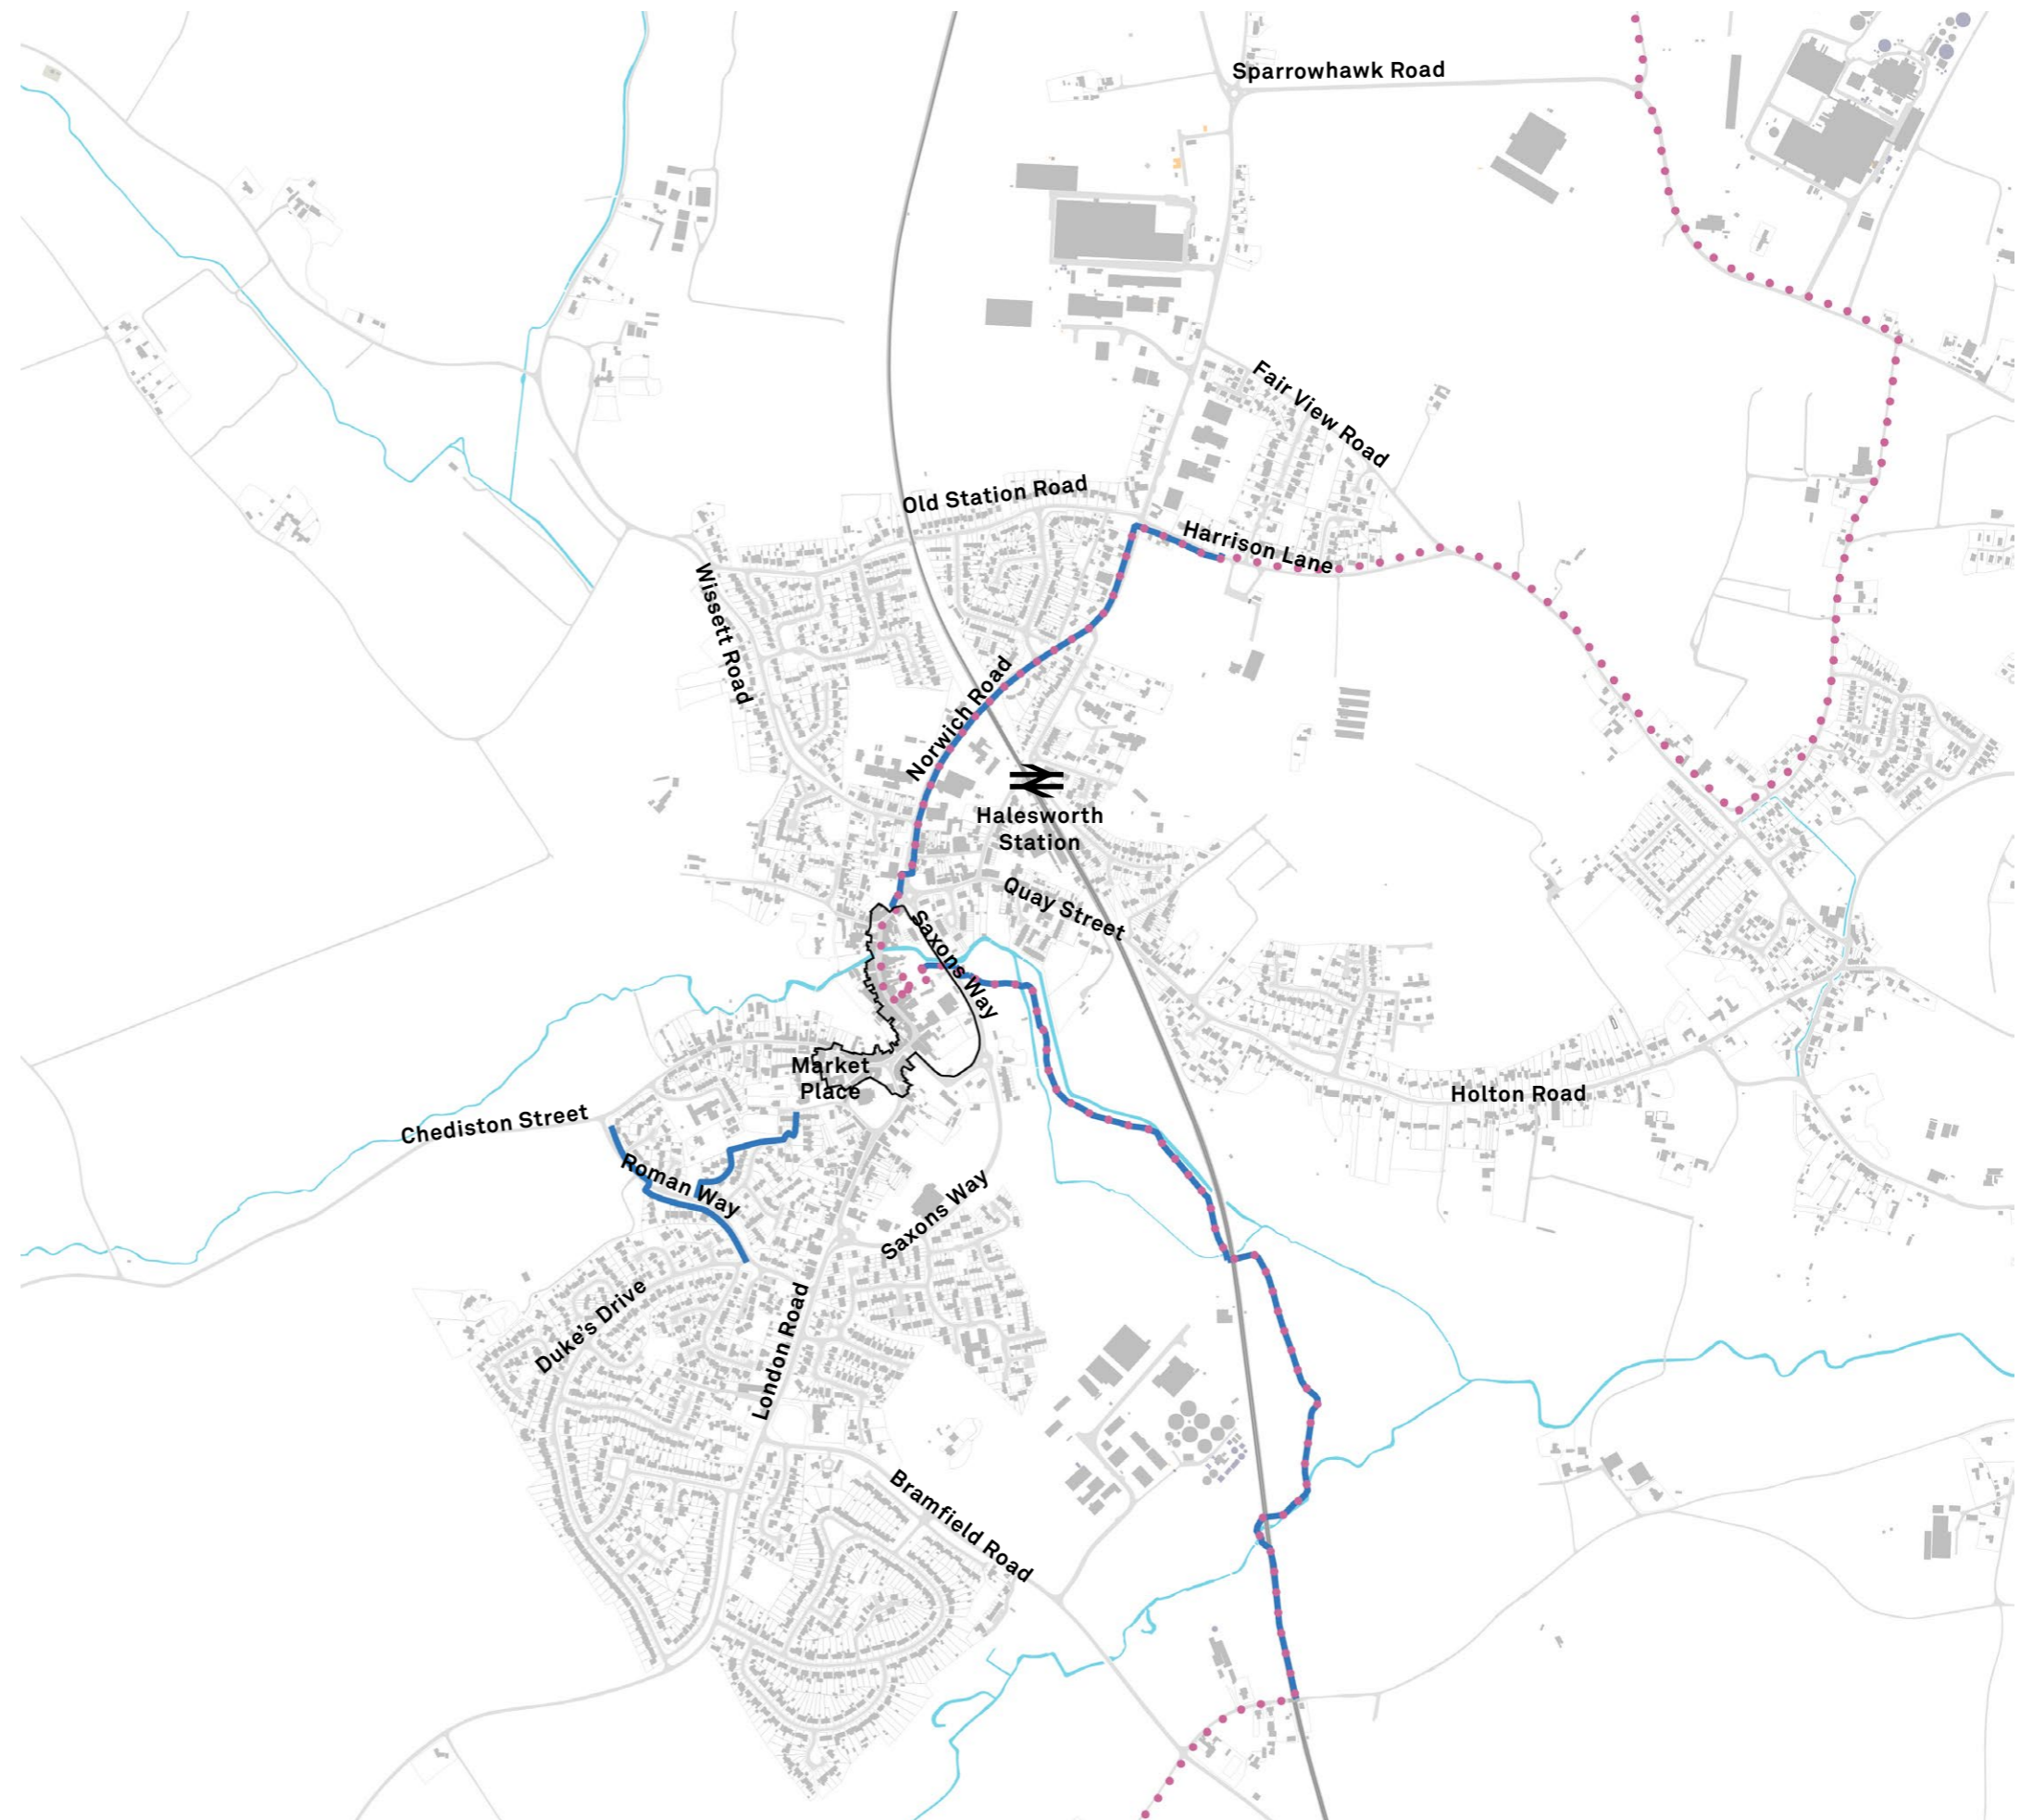 Sparrowhawk Road
Fair View Road
Old Station Road
Harrison Lane
Wissett Road
Norwich Road
Halesworth
Station
Quay Street
Saxons Way
Market
Place
Holton Road
Chediston Street
Roman Way
Saxons Way
Duke's Drive
London Road
Bramfield Road